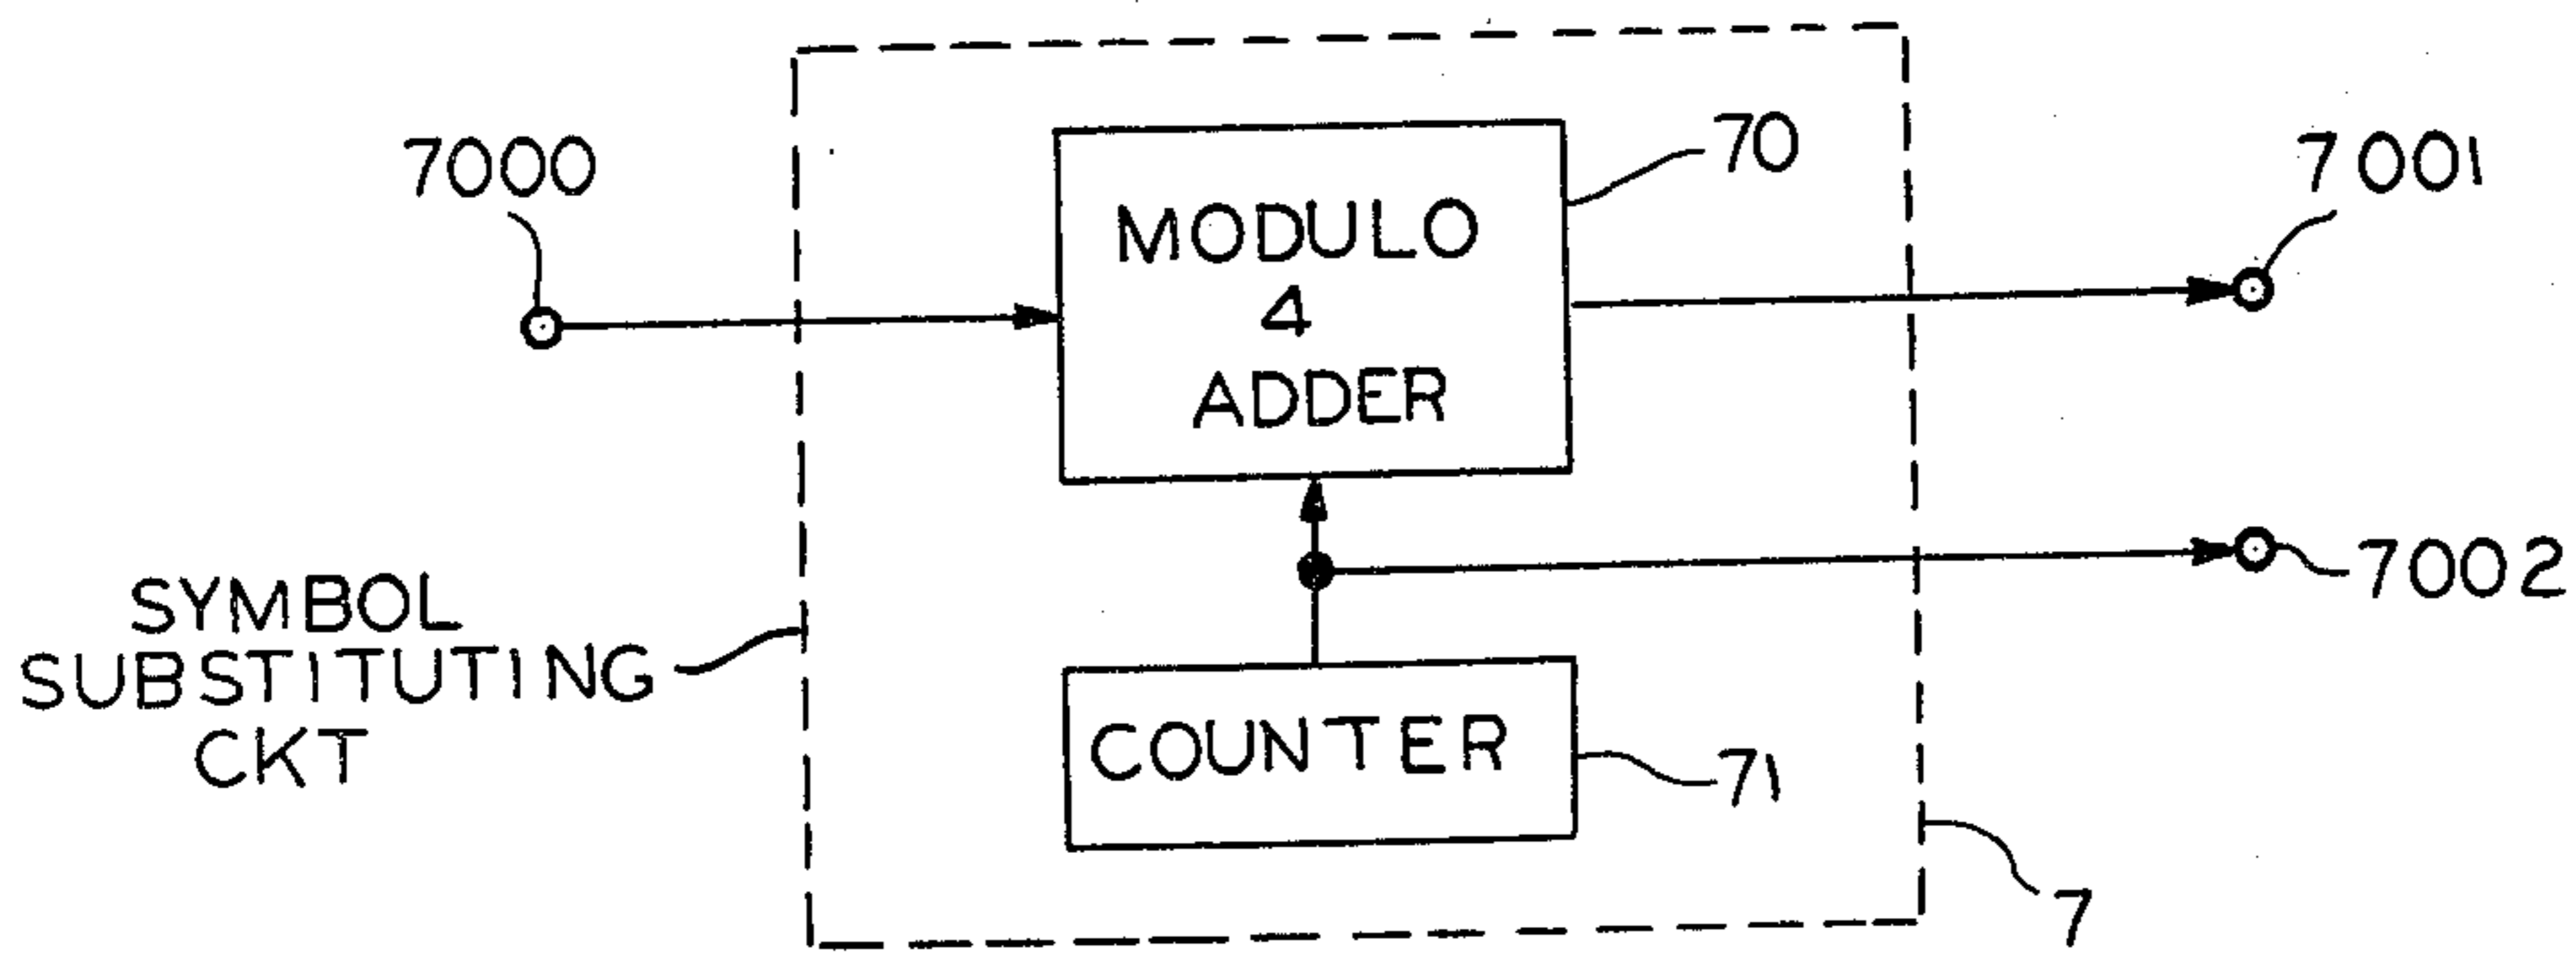 7000
MODULO
4
ADDER
70
7001
7002
SYMBOL
SUBSTITUTING
CKT
COUNTER
71
7